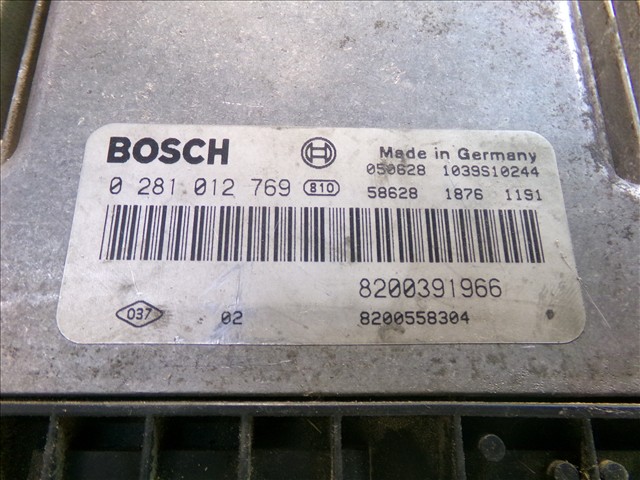 BOSCH Made in Germany
050628 1039S10244
0 281 012 769 810 58628 1876 1191
8200391966
037 02 8200558304